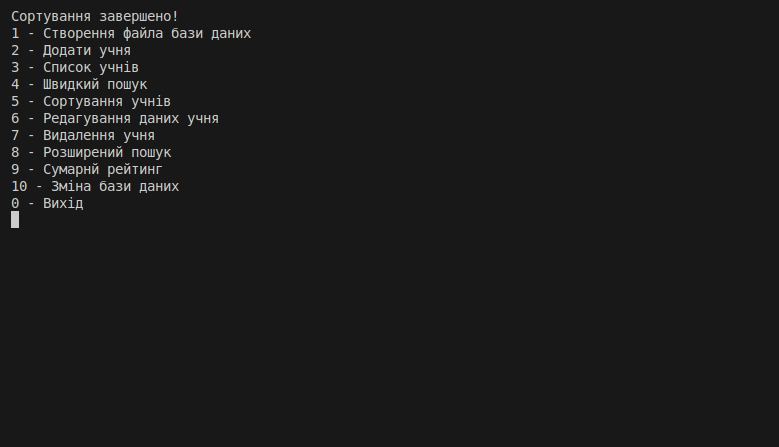 Сортування завершено!
1 - Створення файла бази даних
2 - Додати учня
3 - Список учнів
4 - Швидкий пошук
5 - Сортування учнів
6 - Редагування даних учня
7 - Видалення учня
8 - Розширений пошук
9 - Сумарнй рейтинг
10 - Зміна бази даних
0 - Вихід